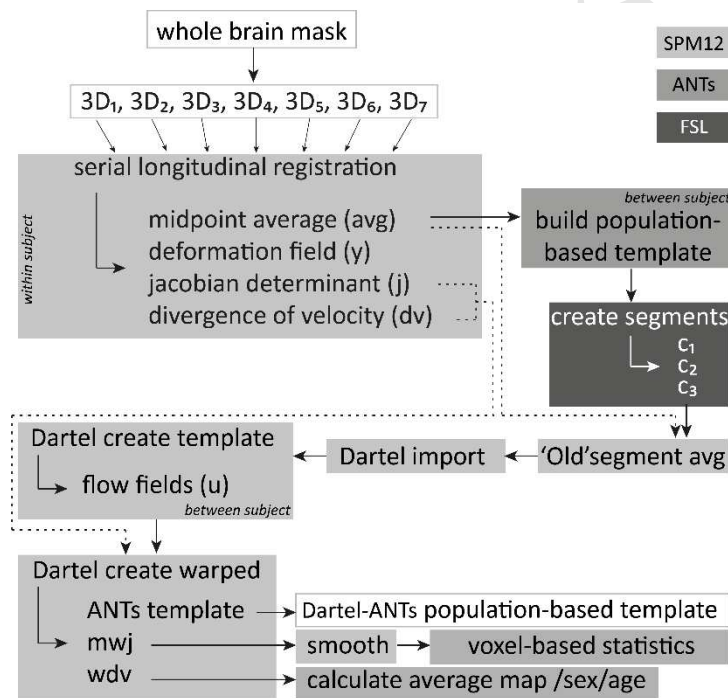 whole brain mask
SPM12
3D₁, 3D₂, 3D₃, 3D₄, 3D₅, 3D₆, 3D₇
ANTs
FSL
serial longitudinal registration
within subject
midpoint average (avg)
deformation field (y)
jacobian determinant (j)
divergence of velocity (dv)
between subject
build population-
based template
create segments
c₁
c₂
c₃
Dartel create template
flow fields (u)
between subject
Dartel import
'Old'segment avg
Dartel create warped
ANTs template
mwj
wdv
Dartel-ANTs population-based template
smooth
voxel-based statistics
calculate average map /sex/age